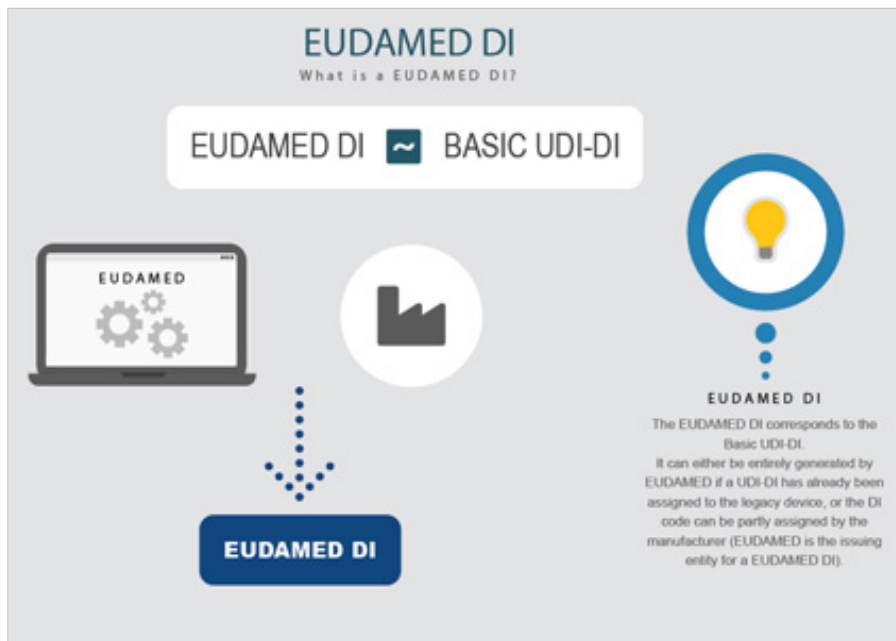 EUDAMED DI
What is a EUDAMED DI?
EUDAMED DI ~ BASIC UDI-DI
EUDAMED
EUDAMED DI
EUDAMED DI
The EUDAMED DI corresponds to the
Basic UDI-DI.
It can either be entirely generated by
EUDAMED if a UDI-DI has already been
assigned to the legacy device, or the DI
code can be partly assigned by the
manufacturer (EUDAMED is the issuing
entity for a EUDAMED DI).